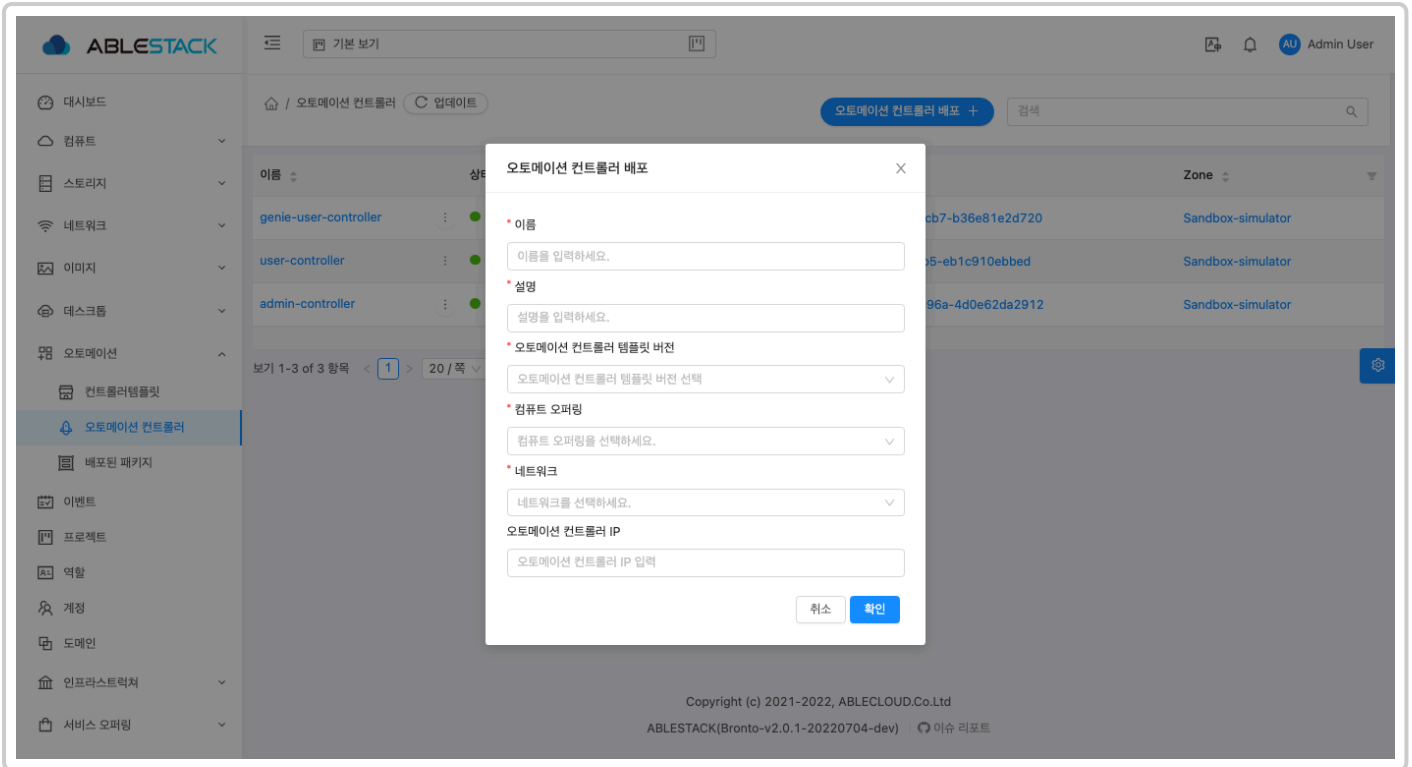 ABLESTACK
기본 보기
Admin User
AU
대시보드
컴퓨트
스토리지
네트워크
이미지
데스크톱
오토메이션
컨트롤러템플릿
오토메이션 컨트롤러
배포된 패키지
이벤트
프로젝트
역할
계정
도메인
인프라스트럭쳐
서비스 오퍼링
/ 오토메이션 컨트롤러 업데이트
오토메이션 컨트롤러 배포 +
검색
이름
Zone
genie-user-controller
cb7-b36e81e2d720
Sandbox-simulator
user-controller
b5-eb1c910ebbed
Sandbox-simulator
admin-controller
96a-4d0e62da2912
Sandbox-simulator
보기 1-3 of 3 항목 < 1 > 20 / 쪽
오토메이션 컨트롤러 배포
* 이름
이름을 입력하세요.
* 설명
설명을 입력하세요.
* 오토메이션 컨트롤러 템플릿 버전
오토메이션 컨트롤러 템플릿 버전 선택
* 컴퓨트 오퍼링
컴퓨트 오퍼링을 선택하세요.
* 네트워크
네트워크를 선택하세요.
오토메이션 컨트롤러 IP
오토메이션 컨트롤러 IP 입력
취소
확인
Copyright (c) 2021-2022, ABLECLOUD.Co.Ltd
ABLESTACK(Bronto-v2.0.1-20220704-dev) 이슈 리포트